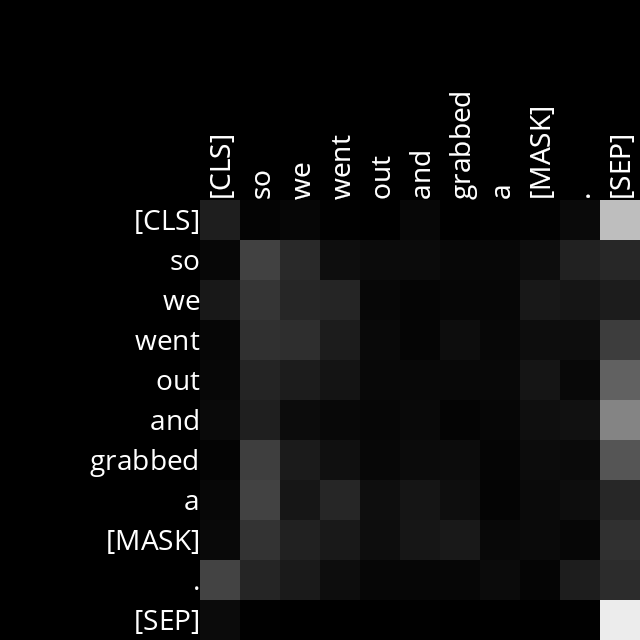 [CLS] so we went out and grabbed a [MASK] . [SEP]
[CLS]
so
we
went
out
and
grabbed
a
[MASK]
.
[SEP]